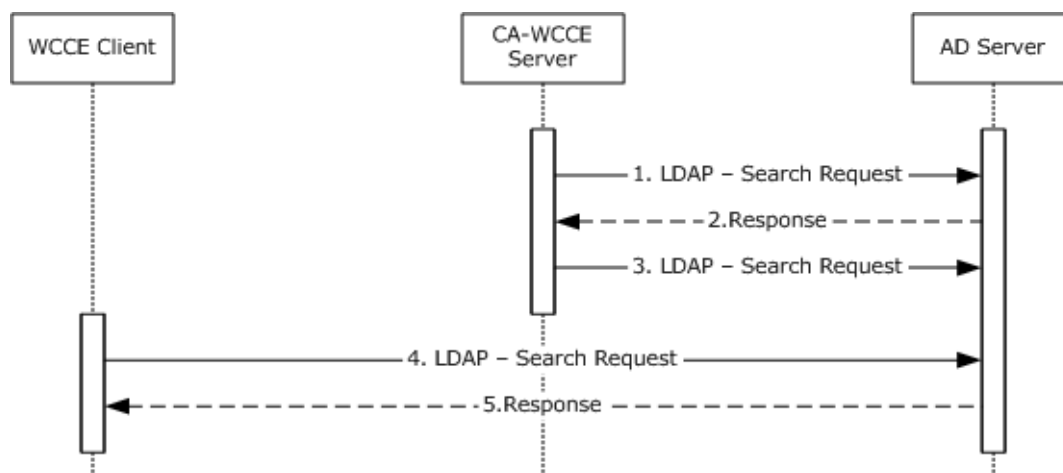 WCCE Client
CA-WCCE
Server
AD Server
1. LDAP – Search Request
2.Response
3. LDAP – Search Request
4. LDAP – Search Request
5.Response